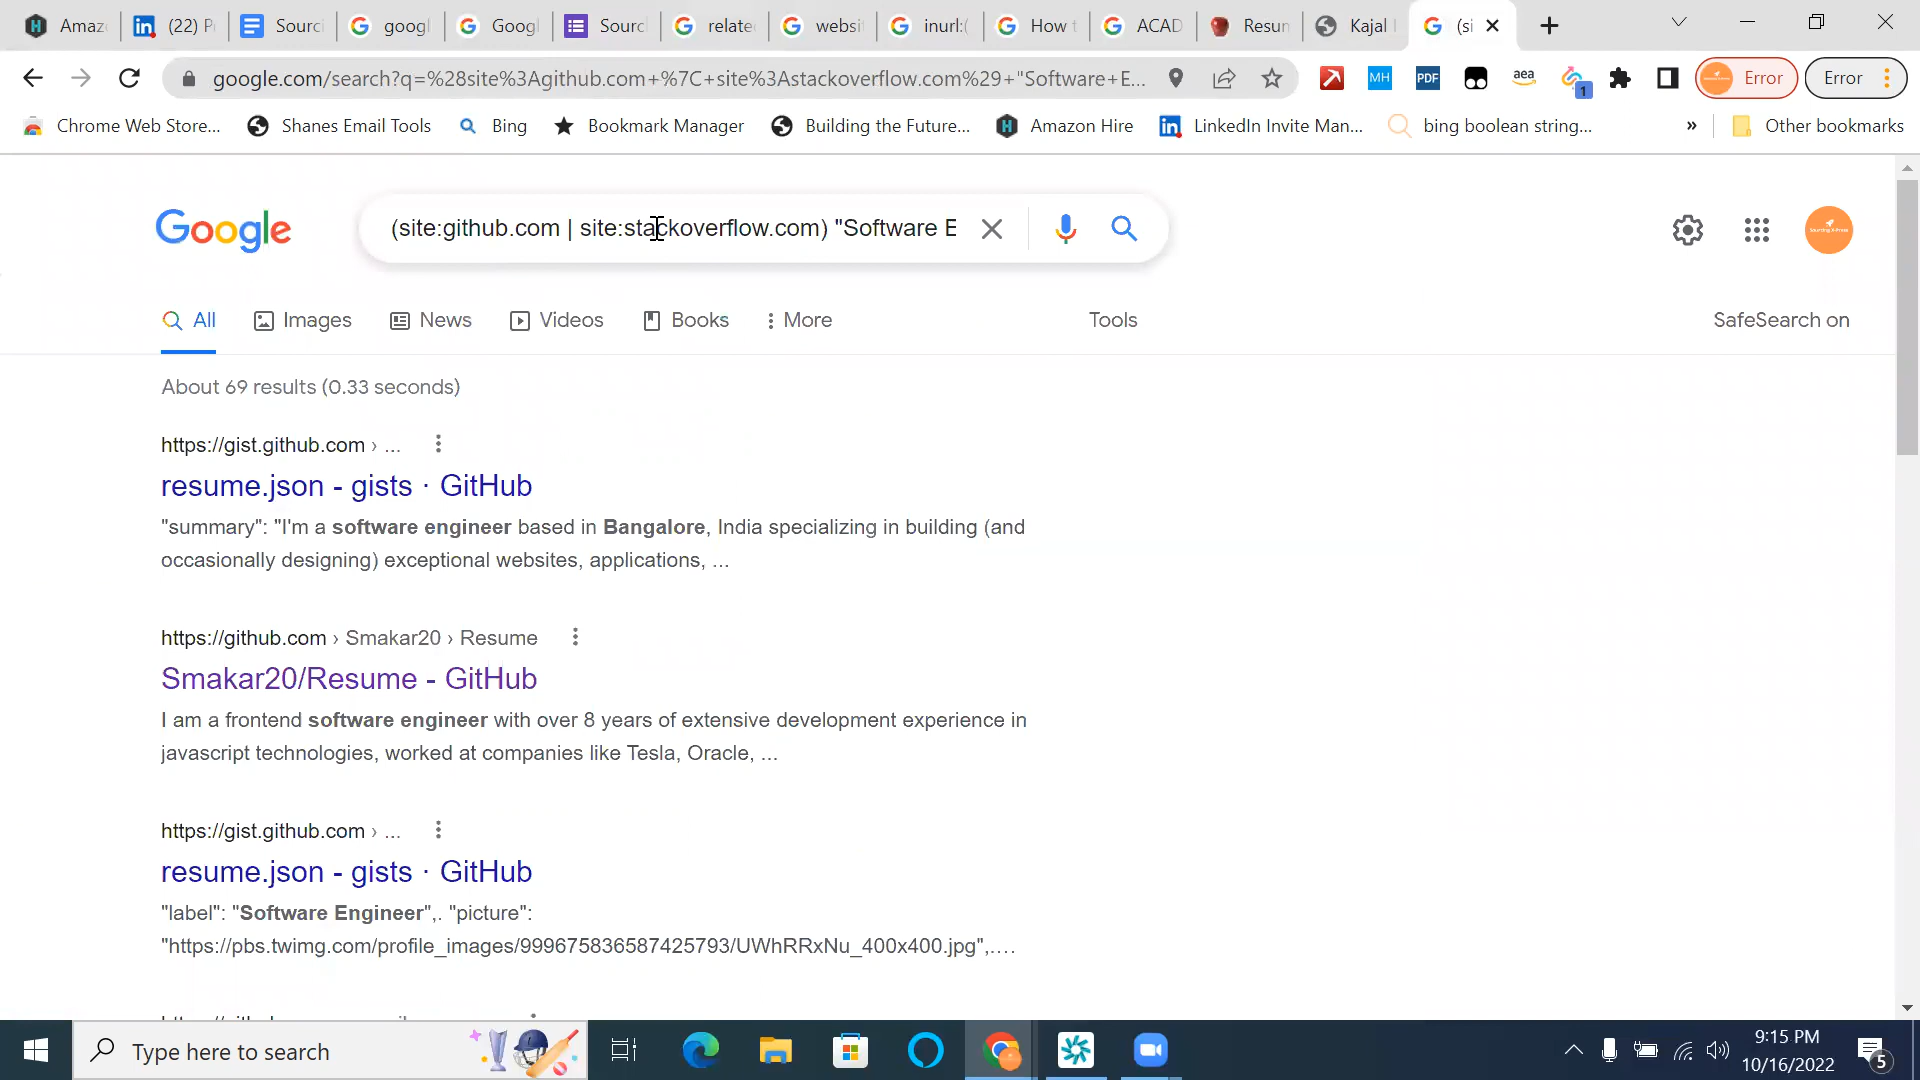 Amaz
(22) P
Sourci
googl
Googl
Sourc
relate
websi
inurl:(
How t
ACAD
Resun
Kajal
(si
google.com/search?q=%28site%3Agithub.com+%7C+site%3Astackoverflow.com%29+"Software+E...
MH
PDF
aea
1
Error
Error
Chrome Web Store...
Shanes Email Tools
Bing
Bookmark Manager
Building the Future...
Amazon Hire
LinkedIn Invite Man...
bing boolean string...
»
Other bookmarks
Google
(site:github.com | site:stackoverflow.com) "Software E
All
Images
News
Videos
Books
More
Tools
SafeSearch on
About 69 results (0.33 seconds)
https://gist.github.com › ...
resume.json - gists · GitHub
"summary": "I'm a software engineer based in Bangalore, India specializing in building (and
occasionally designing) exceptional websites, applications, ...
https://github.com › Smakar20 › Resume
Smakar20/Resume - GitHub
I am a frontend software engineer with over 8 years of extensive development experience in
javascript technologies, worked at companies like Tesla, Oracle, ...
https://gist.github.com › ...
resume.json - gists · GitHub
"label": "Software Engineer",. "picture":
"https://pbs.twimg.com/profile_images/999675836587425793/UWhRRxNu_400x400.jpg",....
Type here to search
9:15 PM
10/16/2022
5